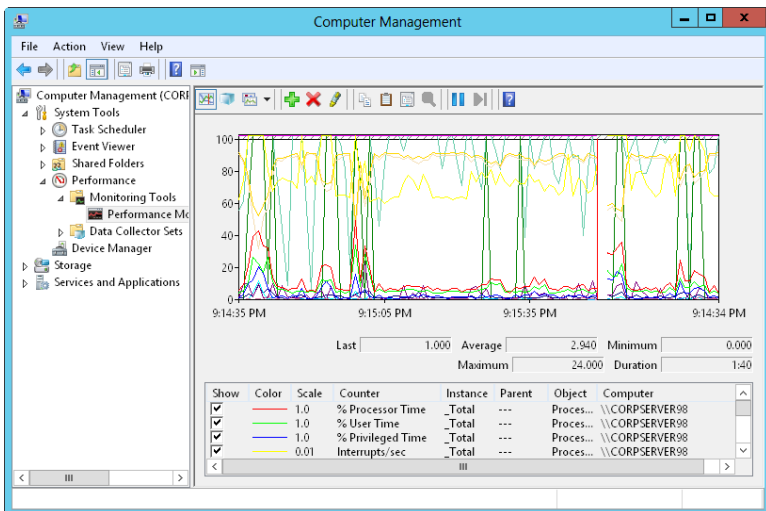 Computer Management
File Action View Help
Computer Management (CORP
System Tools
Task Scheduler
Event Viewer
Shared Folders
Performance
Monitoring Tools
Performance Mo
Data Collector Sets
Device Manager
Storage
Services and Applications
100
80
60
40
20
0
9:14:35 PM 9:15:05 PM 9:15:35 PM 9:14:34 PM
Last 1.000 Average 2.940 Minimum 0.000
Maximum 24.000 Duration 1:40
Show Color Scale Counter Instance Parent Object Computer
1.0 % Processor Time _Total --- Proces... \\CORPSERVER98
1.0 % User Time _Total --- Proces... \\CORPSERVER98
1.0 % Privileged Time _Total --- Proces... \\CORPSERVER98
0.01 Interrupts/sec _Total --- Proces... \\CORPSERVER98